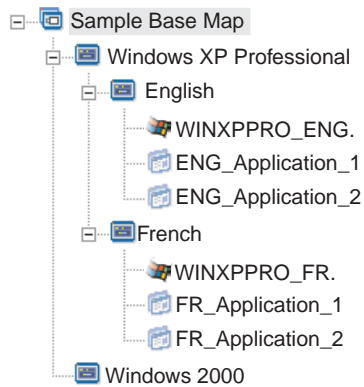 Sample Base Map
Windows XP Professional
English
WINXPPRO_ENG.
ENG_Application_1
ENG_Application_2
French
WINXPPRO_FR.
FR_Application_1
FR_Application_2
Windows 2000